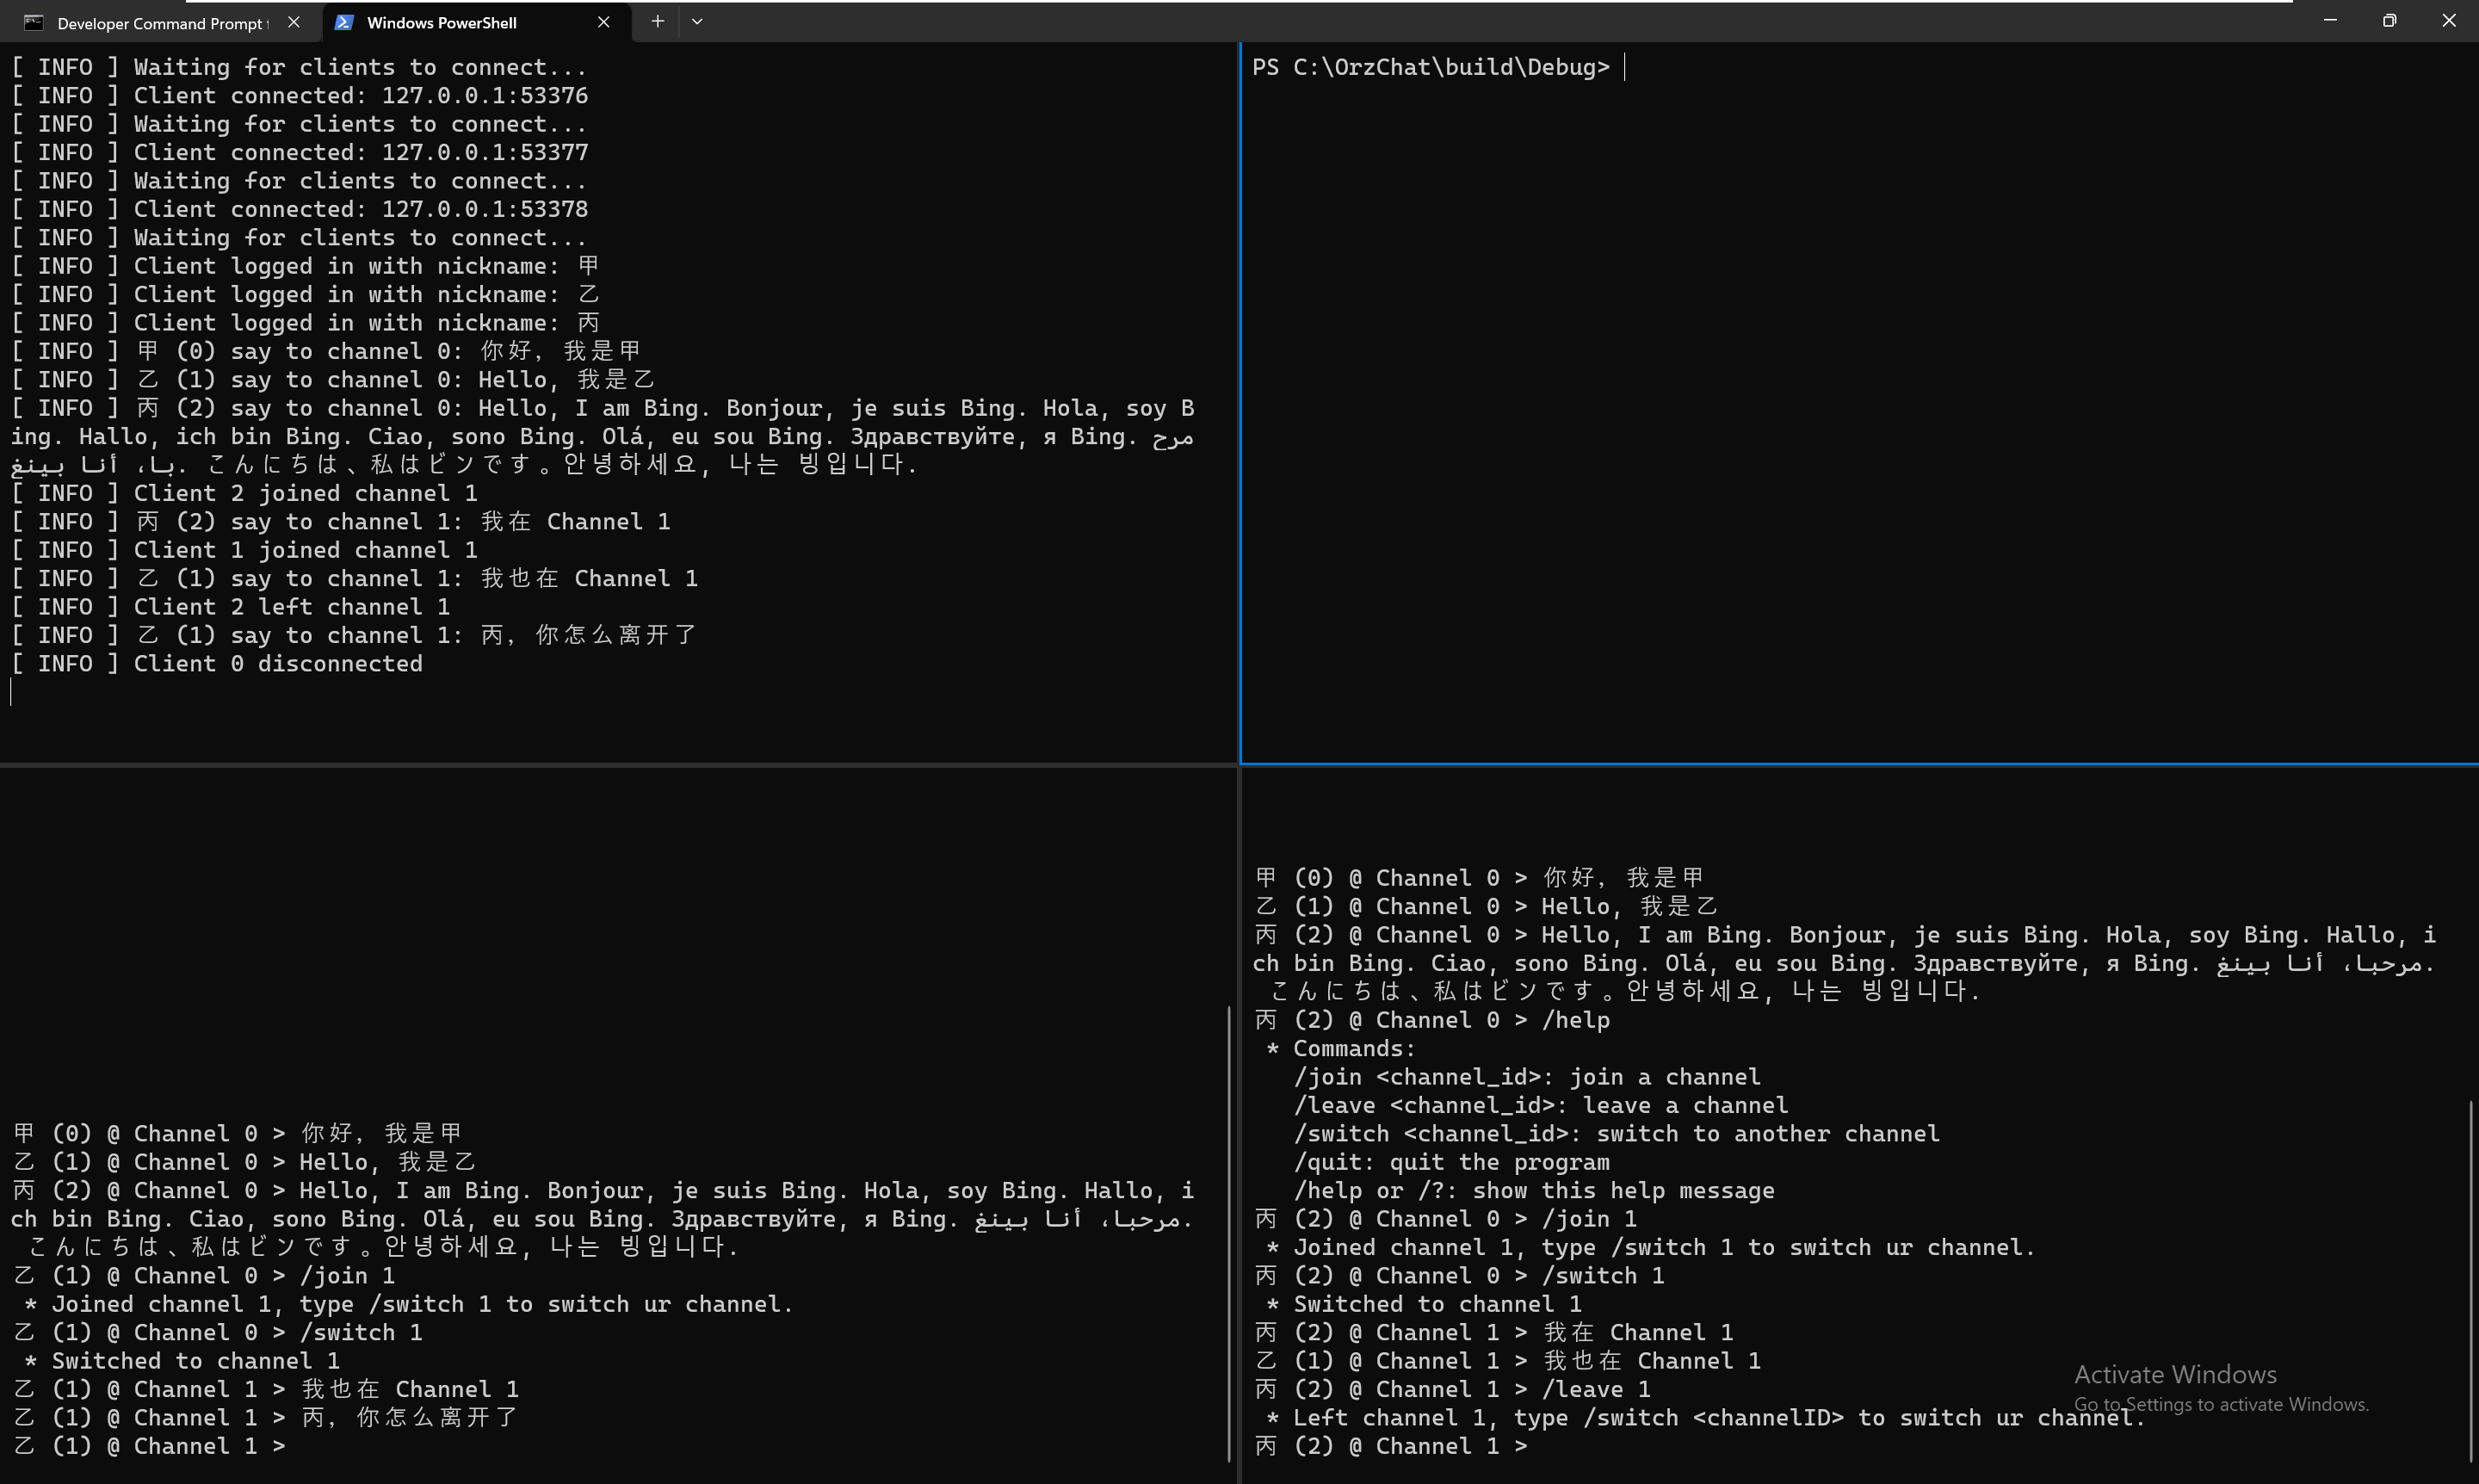 Developer Command Prompt
Windows PowerShell
[ INFO ] Waiting for clients to connect...
[ INFO ] Client connected: 127.0.0.1:53376
[ INFO ] Waiting for clients to connect...
[ INFO ] Client connected: 127.0.0.1:53377
[ INFO ] Waiting for clients to connect...
[ INFO ] Client connected: 127.0.0.1:53378
[ INFO ] Waiting for clients to connect...
[ INFO ] Client logged in with nickname: 甲
[ INFO ] Client logged in with nickname: 乙
[ INFO ] Client logged in with nickname: 丙
[ INFO ] 甲 (0) say to channel 0: 你好，我是甲
[ INFO ] 乙 (1) say to channel 0: Hello, 我是乙
[ INFO ] 丙 (2) say to channel 0: Hello, I am Bing. Bonjour, je suis Bing. Hola, soy B
ing. Hallo, ich bin Bing. Ciao, sono Bing. Olá, eu sou Bing. Здравствуйте, я Bing. مرح
با، أنا بينغ. こんにちは、私はビンです。안녕하세요, 나는 빙입니다.
[ INFO ] Client 2 joined channel 1
[ INFO ] 丙 (2) say to channel 1: 我在 Channel 1
[ INFO ] Client 1 joined channel 1
[ INFO ] 乙 (1) say to channel 1: 我也在 Channel 1
[ INFO ] Client 2 left channel 1
[ INFO ] 乙 (1) say to channel 1: 丙，你怎么离开了
[ INFO ] Client 0 disconnected
PS C:\OrzChat\build\Debug>
甲 (0) @ Channel 0 > 你好，我是甲
乙 (1) @ Channel 0 > Hello, 我是乙
丙 (2) @ Channel 0 > Hello, I am Bing. Bonjour, je suis Bing. Hola, soy Bing. Hallo, i
ch bin Bing. Ciao, sono Bing. Olá, eu sou Bing. Здравствуйте, я Bing. مرحبا، أنا بينغ.
こんにちは、私はビンです。안녕하세요, 나는 빙입니다.
乙 (1) @ Channel 0 > /join 1
* Joined channel 1, type /switch 1 to switch ur channel.
乙 (1) @ Channel 0 > /switch 1
* Switched to channel 1
乙 (1) @ Channel 1 > 我也在 Channel 1
乙 (1) @ Channel 1 > 丙，你怎么离开了
乙 (1) @ Channel 1 >
甲 (0) @ Channel 0 > 你好，我是甲
乙 (1) @ Channel 0 > Hello, 我是乙
丙 (2) @ Channel 0 > Hello, I am Bing. Bonjour, je suis Bing. Hola, soy Bing. Hallo, i
ch bin Bing. Ciao, sono Bing. Olá, eu sou Bing. Здравствуйте, я Bing. مرحبا، أنا بينغ.
こんにちは、私はビンです。안녕하세요, 나는 빙입니다.
丙 (2) @ Channel 0 > /help
* Commands:
/join <channel_id>: join a channel
/leave <channel_id>: leave a channel
/switch <channel_id>: switch to another channel
/quit: quit the program
/help or /?: show this help message
丙 (2) @ Channel 0 > /join 1
* Joined channel 1, type /switch 1 to switch ur channel.
丙 (2) @ Channel 0 > /switch 1
* Switched to channel 1
丙 (2) @ Channel 1 > 我在 Channel 1
乙 (1) @ Channel 1 > 我也在 Channel 1
丙 (2) @ Channel 1 > /leave 1
* Left channel 1, type /switch <channelID> to switch ur channel.
丙 (2) @ Channel 1 >
Activate Windows
Go to Settings to activate Windows.